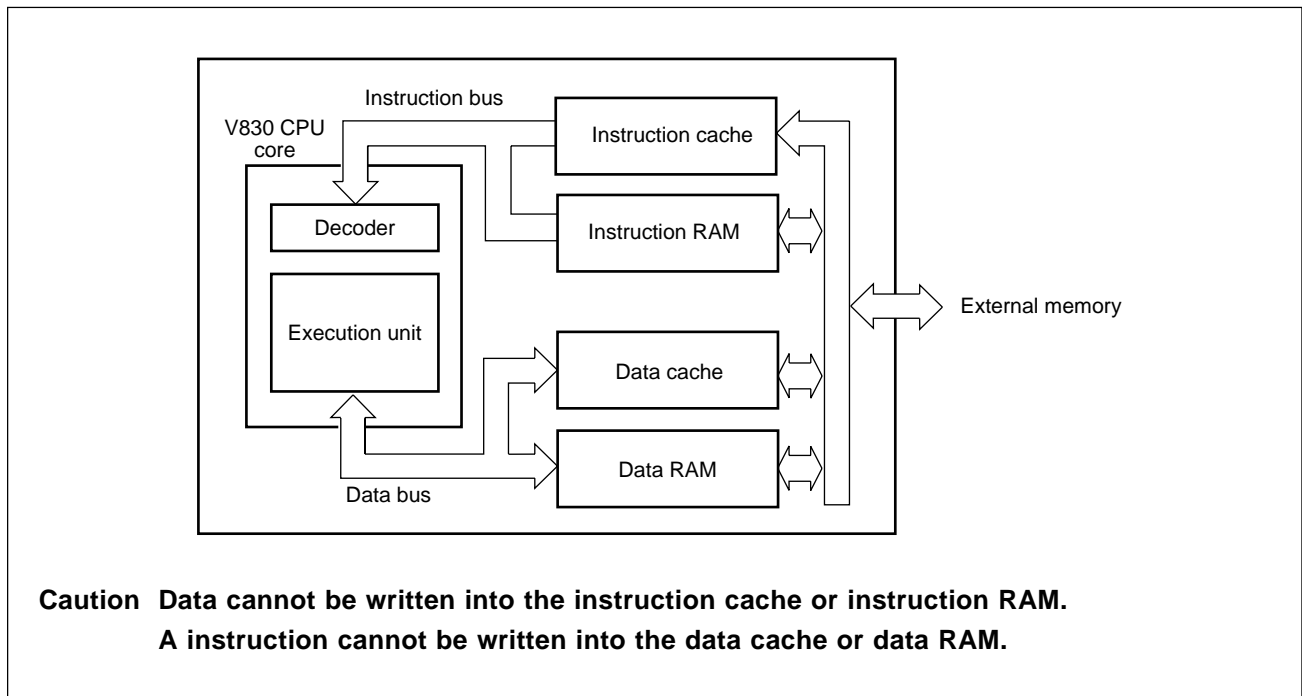 Instruction bus
V830 CPU
core
Instruction cache
Decoder
Instruction RAM
Execution unit
External memory
Data cache
Data RAM
Data bus
Caution Data cannot be written into the instruction cache or instruction RAM.
A instruction cannot be written into the data cache or data RAM.